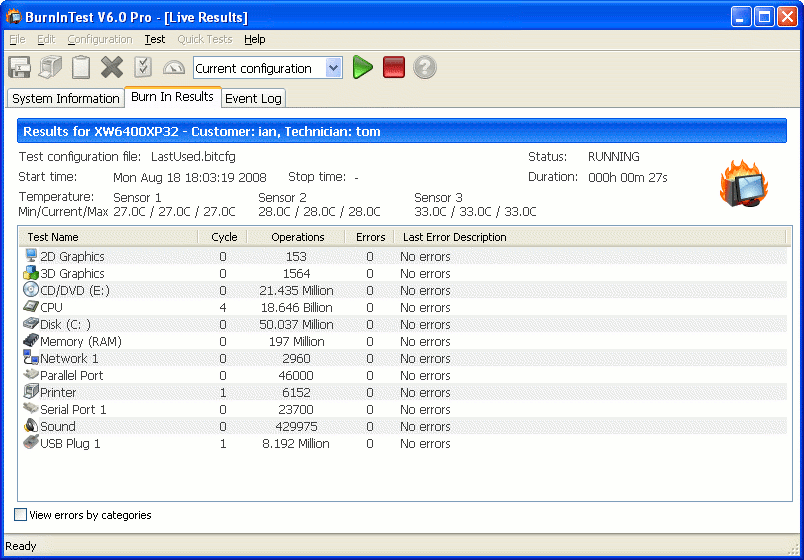 BurnInTest V6.0 Pro - [Live Results]
File Edit Configuration Test Quick Tests Help
Current configuration
System Information Burn In Results Event Log
Results for XW6400XP32 - Customer: ian, Technician: tom
Test configuration file: LastUsed.bitcfg Status: RUNNING
Start time: Mon Aug 18 18:03:19 2008 Stop time: - Duration: 000h 00m 27s
Temperature: Sensor 1 Sensor 2 Sensor 3
Min/Current/Max 27.0C / 27.0C / 27.0C 28.0C / 28.0C / 28.0C 33.0C / 33.0C / 33.0C
Test Name Cycle Operations Errors Last Error Description
2D Graphics 0 153 0 No errors
3D Graphics 0 1564 0 No errors
CD/DVD (E:) 0 21.435 Million 0 No errors
CPU 4 18.646 Billion 0 No errors
Disk (C: ) 0 50.037 Million 0 No errors
Memory (RAM) 0 197 Million 0 No errors
Network 1 0 2960 0 No errors
Parallel Port 0 46000 0 No errors
Printer 1 6152 0 No errors
Serial Port 1 0 23700 0 No errors
Sound 0 429975 0 No errors
USB Plug 1 1 8.192 Million 0 No errors
View errors by categories
Ready